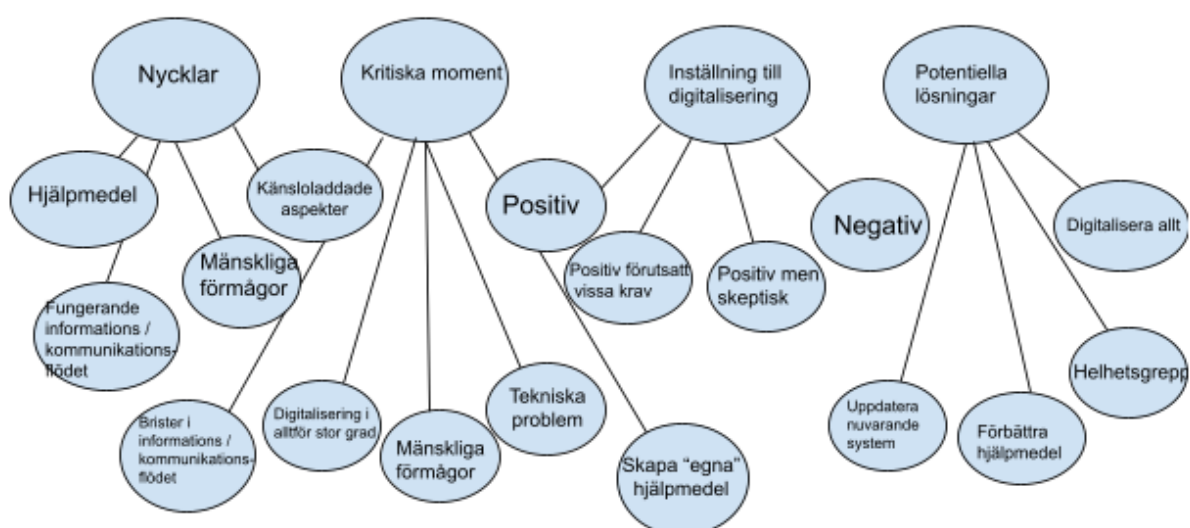 Nycklar
Kritiska moment
Inställning till
digitalisering
Potentiella
lösningar
Hjälpmedel
Känsloladdade
aspekter
Positiv
Negativ
Digitalisera allt
Mänskliga
förmågor
Positiv förutsatt
vissa krav
Positiv men
skeptisk
Fungerande
informations /
kommunikations-
flödet
Helhetsgrepp
Brister i
informations /
kommunikations-
flödet
Digitalisering i
alltför stor grad
Mänskliga
förmågor
Tekniska
problem
Skapa “egna”
hjälpmedel
Uppdatera
nuvarande
system
Förbättra
hjälpmedel